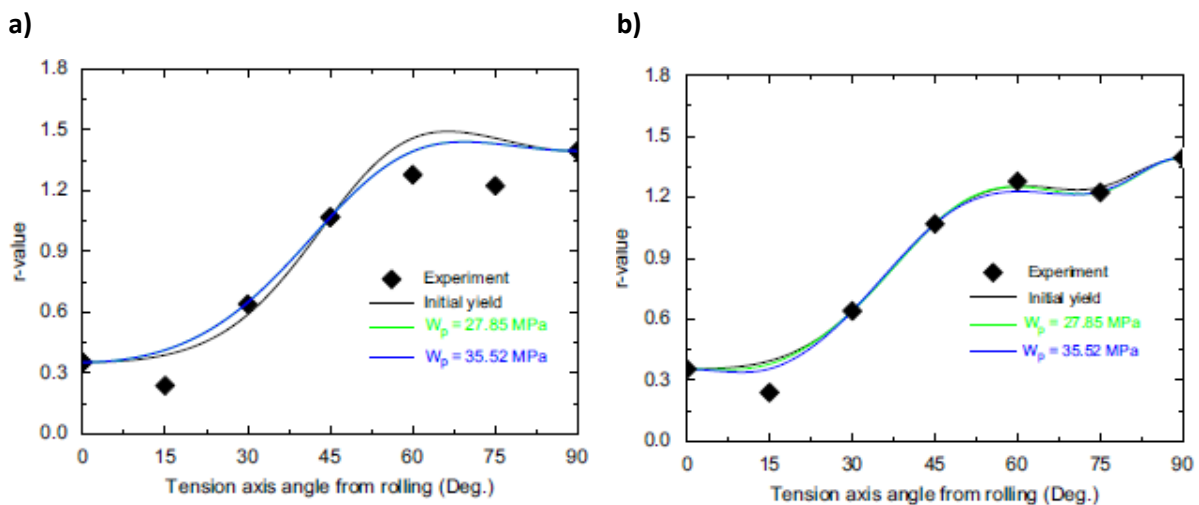 a)
b)
1.8
1.5
1.2
0.9
0.6
0.3
0.0
r-value
Experiment
Initial yield
Wp = 27.85 MPa
Wp = 35.52 MPa
0 15 30 45 60 75 90
Tension axis angle from rolling (Deg.)
1.8
1.5
1.2
0.9
0.6
0.3
0.0
r-value
Experiment
Initial yield
Wp = 27.85 MPa
Wp = 35.52 MPa
0 15 30 45 60 75 90
Tension axis angle from rolling (Deg.)